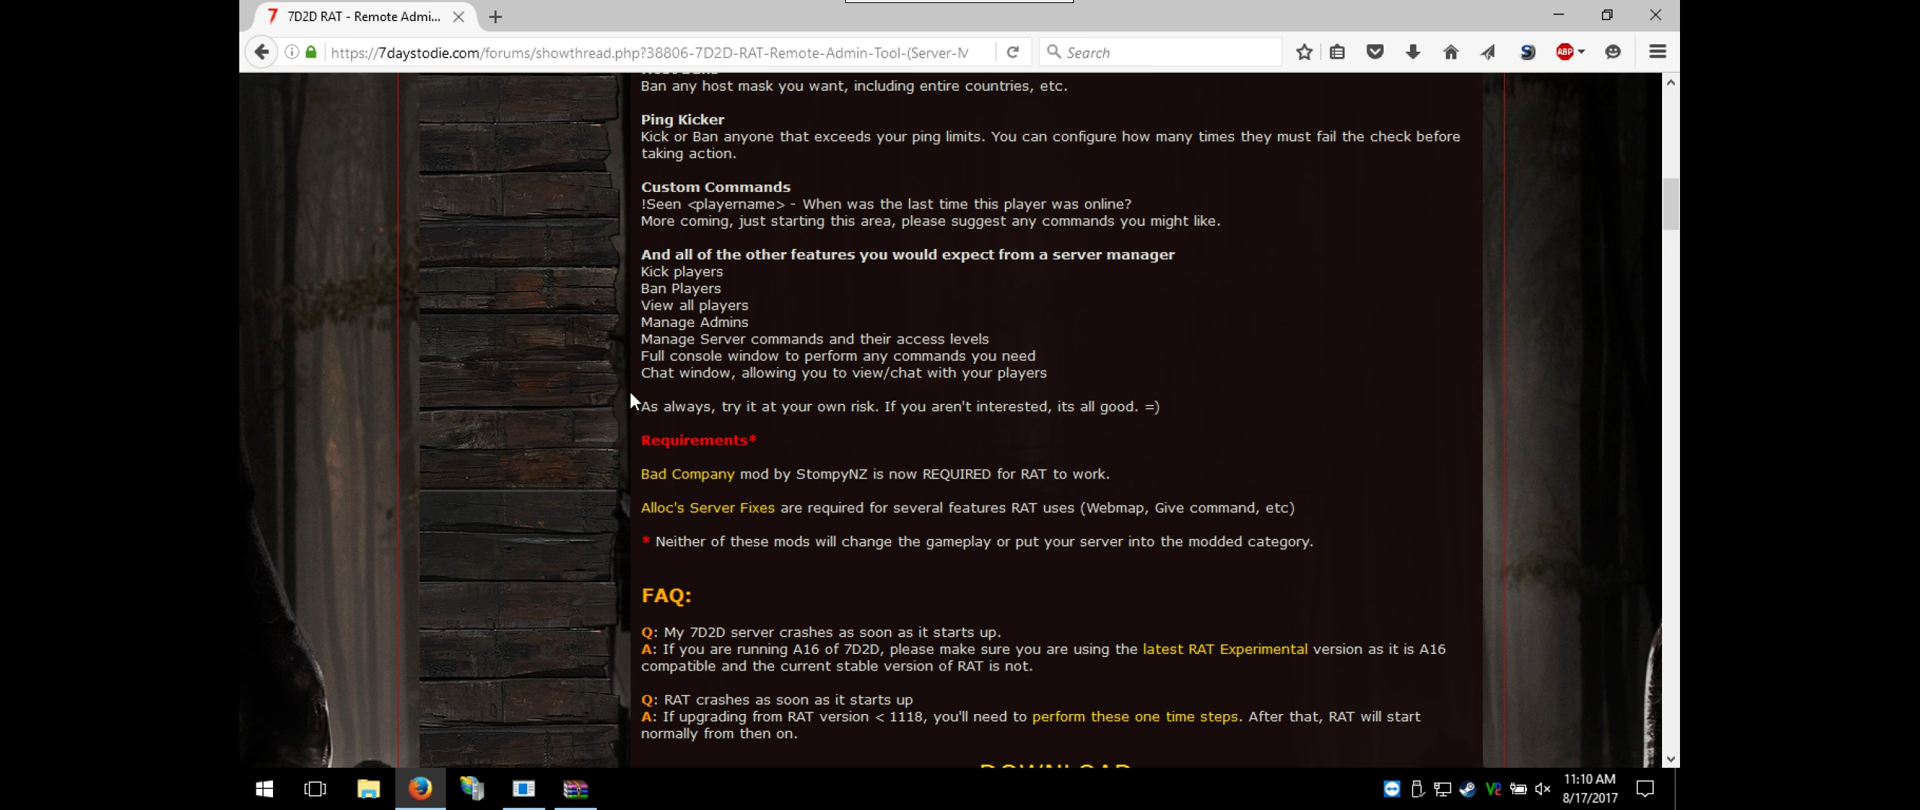 7D2D RAT - Remote Admi...
https://7daystodie.com/forums/showthread.php?38806-7D2D-RAT-Remote-Admin-Tool-(Server-M
Search
ABP
Ban any host mask you want, including entire countries, etc.
Ping Kicker
Kick or Ban anyone that exceeds your ping limits. You can configure how many times they must fail the check before
taking action.
Custom Commands
!Seen <playername> - When was the last time this player was online?
More coming, just starting this area, please suggest any commands you might like.
And all of the other features you would expect from a server manager
Kick players
Ban Players
View all players
Manage Admins
Manage Server commands and their access levels
Full console window to perform any commands you need
Chat window, allowing you to view/chat with your players
As always, try it at your own risk. If you aren't interested, its all good. =)
Requirements*
Bad Company mod by StompyNZ is now REQUIRED for RAT to work.
Alloc's Server Fixes are required for several features RAT uses (Webmap, Give command, etc)
* Neither of these mods will change the gameplay or put your server into the modded category.
FAQ:
Q: My 7D2D server crashes as soon as it starts up.
A: If you are running A16 of 7D2D, please make sure you are using the latest RAT Experimental version as it is A16
compatible and the current stable version of RAT is not.
Q: RAT crashes as soon as it starts up
A: If upgrading from RAT version < 1118, you'll need to perform these one time steps. After that, RAT will start
normally from then on.
DOWNLOAD
11:10 AM
8/17/2017